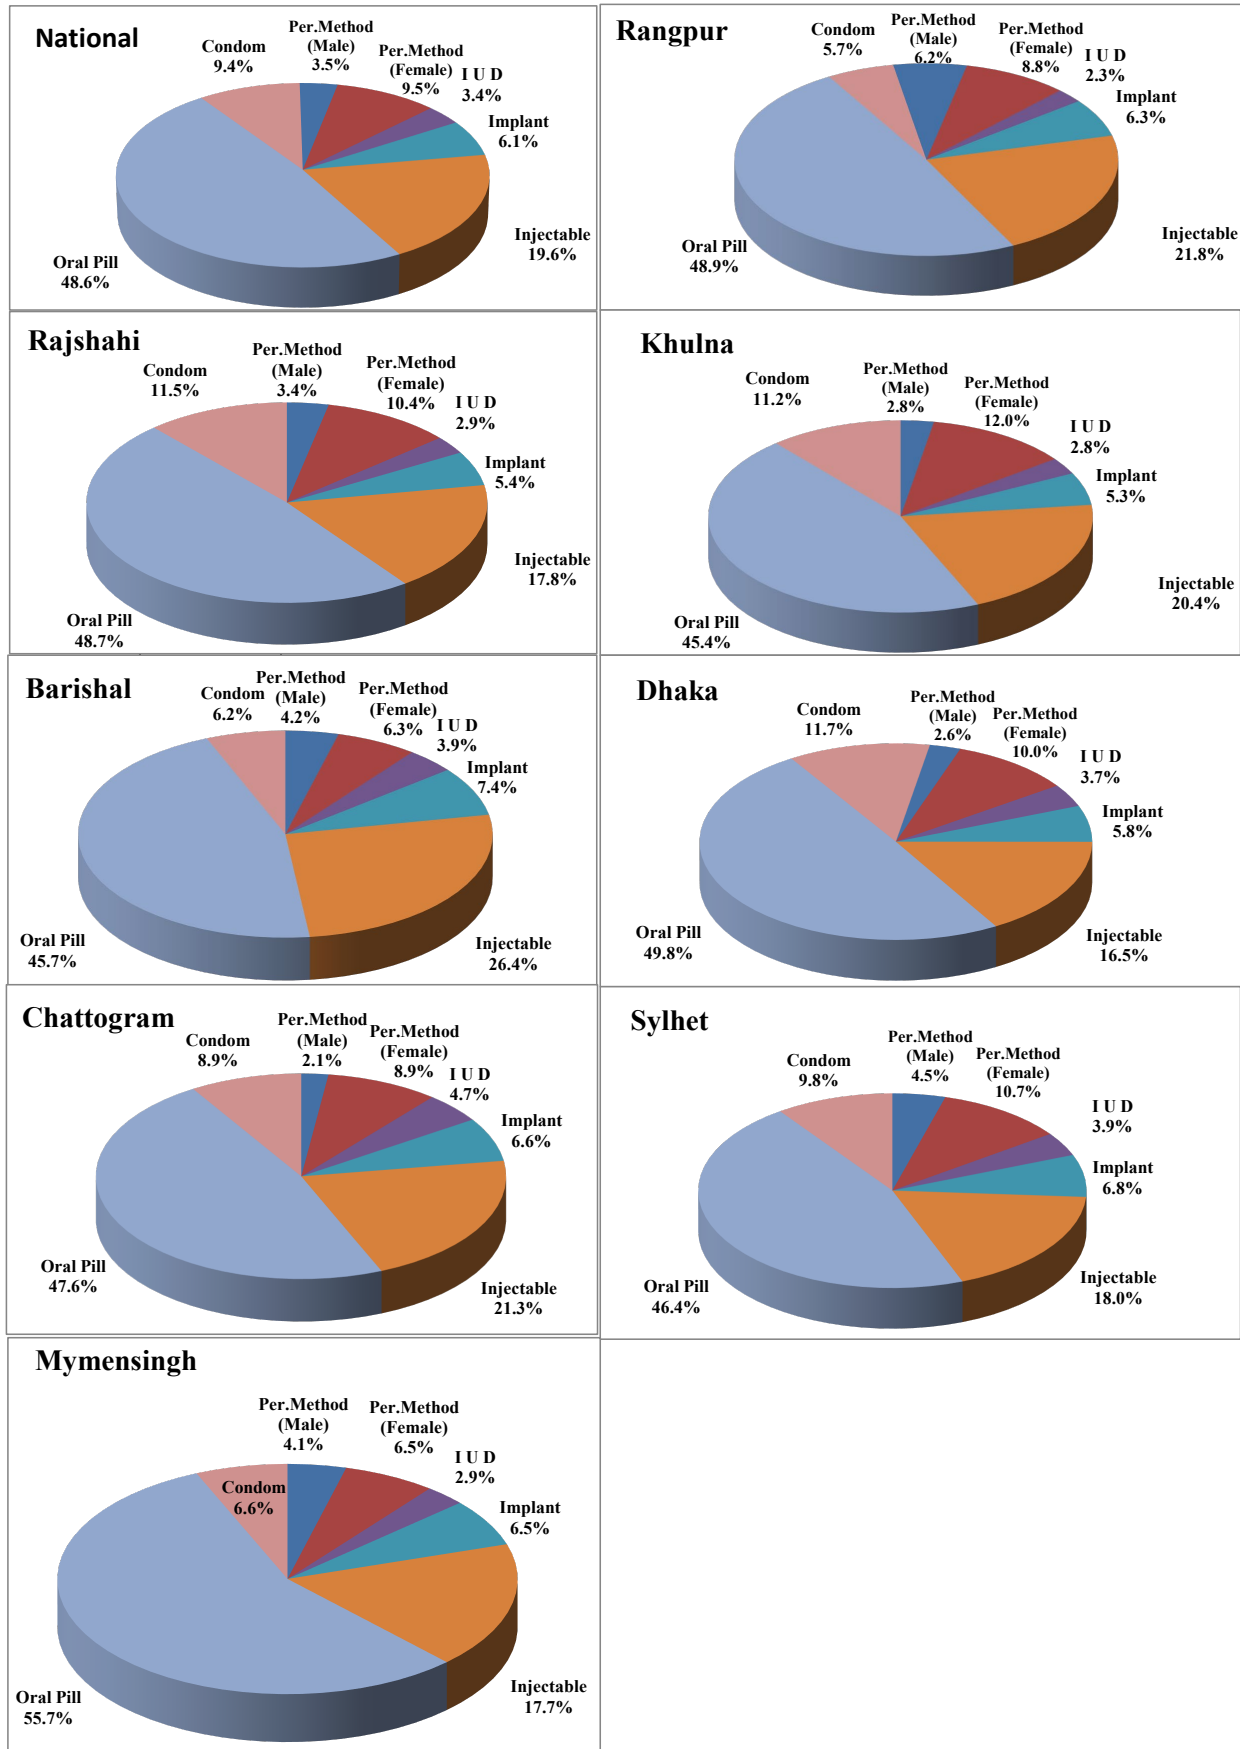 National
Condom
9.4%
Per.Method
(Male)
3.5%
Per.Method
(Female)
9.5%
I U D
3.4%
Implant
6.1%
Injectable
19.6%
Oral Pill
48.6%
Rangpur
Condom
5.7%
Per.Method
(Male)
6.2%
Per.Method
(Female)
8.8%
I U D
2.3%
Implant
6.3%
Injectable
21.8%
Oral Pill
48.9%
Rajshahi
Condom
11.5%
Per.Method
(Male)
3.4%
Per.Method
(Female)
10.4%
I U D
2.9%
Implant
5.4%
Injectable
17.8%
Oral Pill
48.7%
Khulna
Condom
11.2%
Per.Method
(Male)
2.8%
Per.Method
(Female)
12.0%
I U D
2.8%
Implant
5.3%
Injectable
20.4%
Oral Pill
45.4%
Barishal
Condom
6.2%
Per.Method
(Male)
4.2%
Per.Method
(Female)
6.3%
I U D
3.9%
Implant
7.4%
Injectable
26.4%
Oral Pill
45.7%
Dhaka
Condom
11.7%
Per.Method
(Male)
2.6%
Per.Method
(Female)
10.0%
I U D
3.7%
Implant
5.8%
Injectable
16.5%
Oral Pill
49.8%
Chattogram
Condom
8.9%
Per.Method
(Male)
2.1%
Per.Method
(Female)
8.9%
I U D
4.7%
Implant
6.6%
Injectable
21.3%
Oral Pill
47.6%
Sylhet
Condom
9.8%
Per.Method
(Male)
4.5%
Per.Method
(Female)
10.7%
I U D
3.9%
Implant
6.8%
Injectable
18.0%
Oral Pill
46.4%
Mymensingh
Condom
6.6%
Per.Method
(Male)
4.1%
Per.Method
(Female)
6.5%
I U D
2.9%
Implant
6.5%
Injectable
17.7%
Oral Pill
55.7%